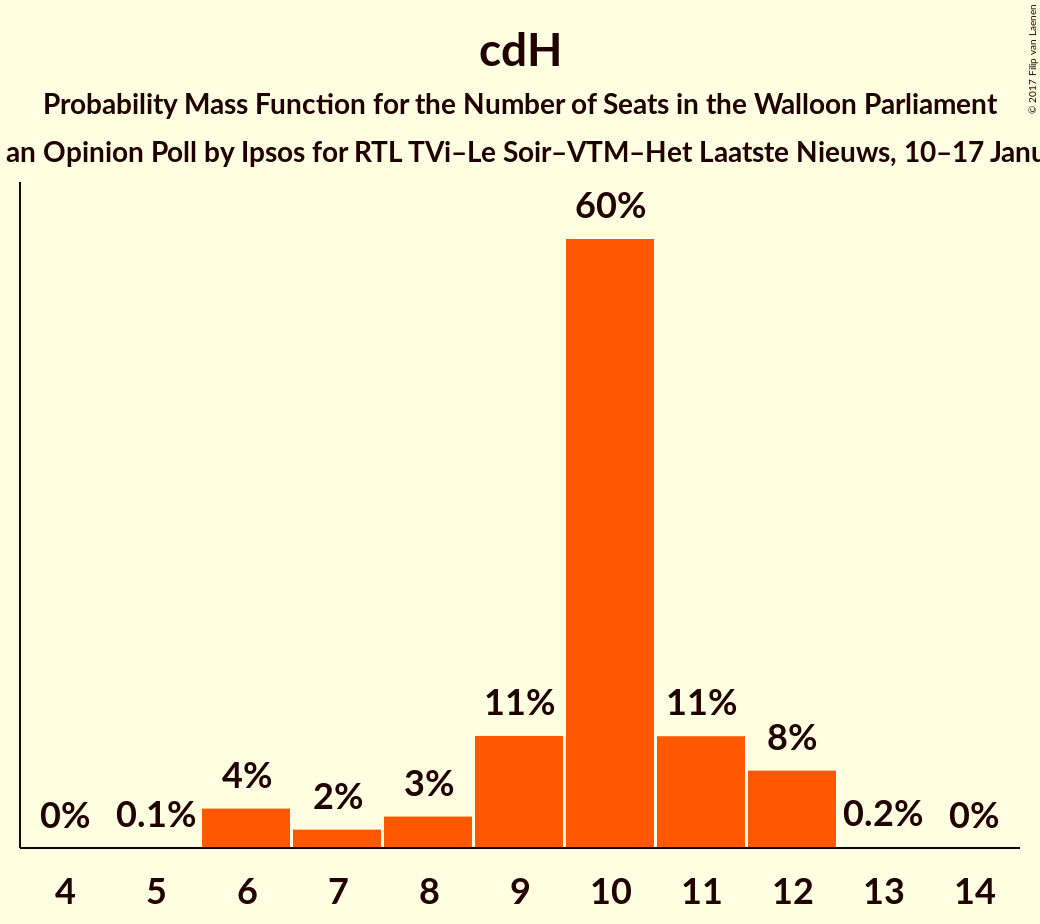 cdH
Probability Mass Function for the Number of Seats in the Walloon Parliament
an Opinion Poll by Ipsos for RTL TVi–Le Soir–VTM–Het Laatste Nieuws, 10–17 Janu
© 2017 Filip van Laenen
60%
11% 11%
8%
4% 2% 3%
0% 0.1% 0.2% 0%
4 5 6 7 8 9 10 11 12 13 14